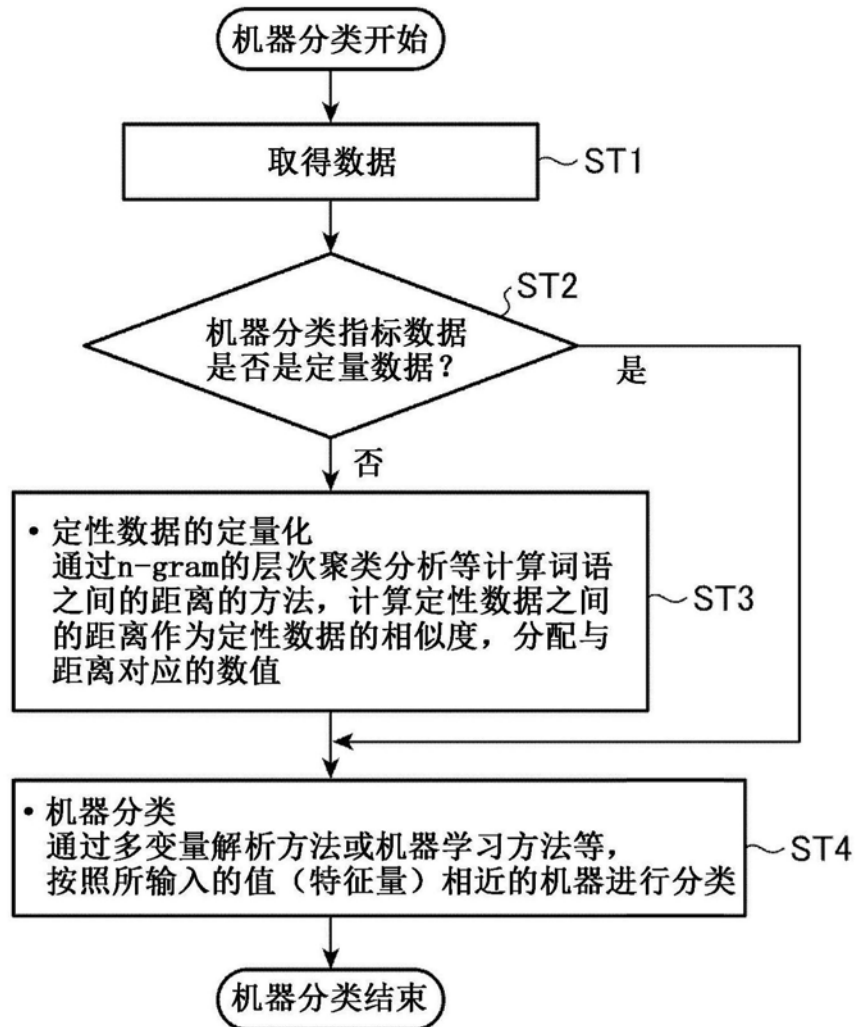 机器分类开始
取得数据
ST1
ST2
机器分类指标数据
是否是定量数据？
是
否
• 定性数据的定量化
通过n-gram的层次聚类分析等计算词语
之间的距离的方法，计算定性数据之间
的距离作为定性数据的相似度，分配与
距离对应的数值
ST3
• 机器分类
通过多变量解析方法或机器学习方法等，
按照所输入的值（特征量）相近的机器进行分类
ST4
机器分类结束